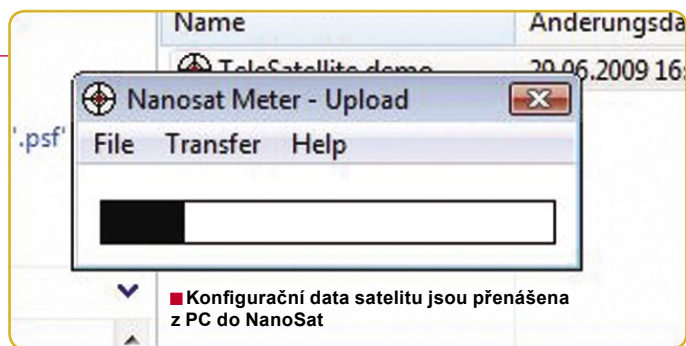 Name Änderungsda
TeleSatellite demo 29.06.2009 16:
Nanosat Meter - Upload
'.psf'
File Transfer Help
Konfigurační data satelitu jsou přenášena
z PC do NanoSat